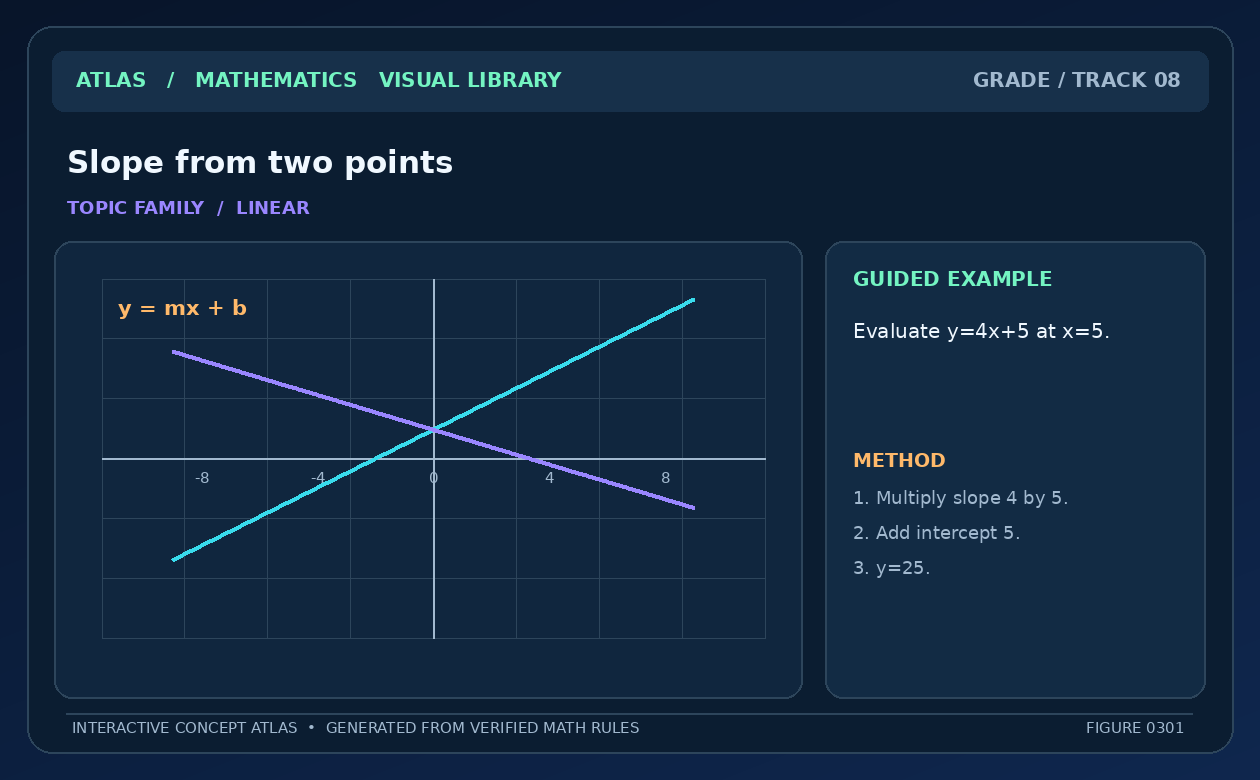 ATLAS / MATHEMATICS VISUAL LIBRARY
GRADE / TRACK 08
Slope from two points
TOPIC FAMILY / LINEAR
y = mx + b
-8 -4 0 4 8
GUIDED EXAMPLE
Evaluate y=4x+5 at x=5.
METHOD
1. Multiply slope 4 by 5.
2. Add intercept 5.
3. y=25.
INTERACTIVE CONCEPT ATLAS • GENERATED FROM VERIFIED MATH RULES
FIGURE 0301